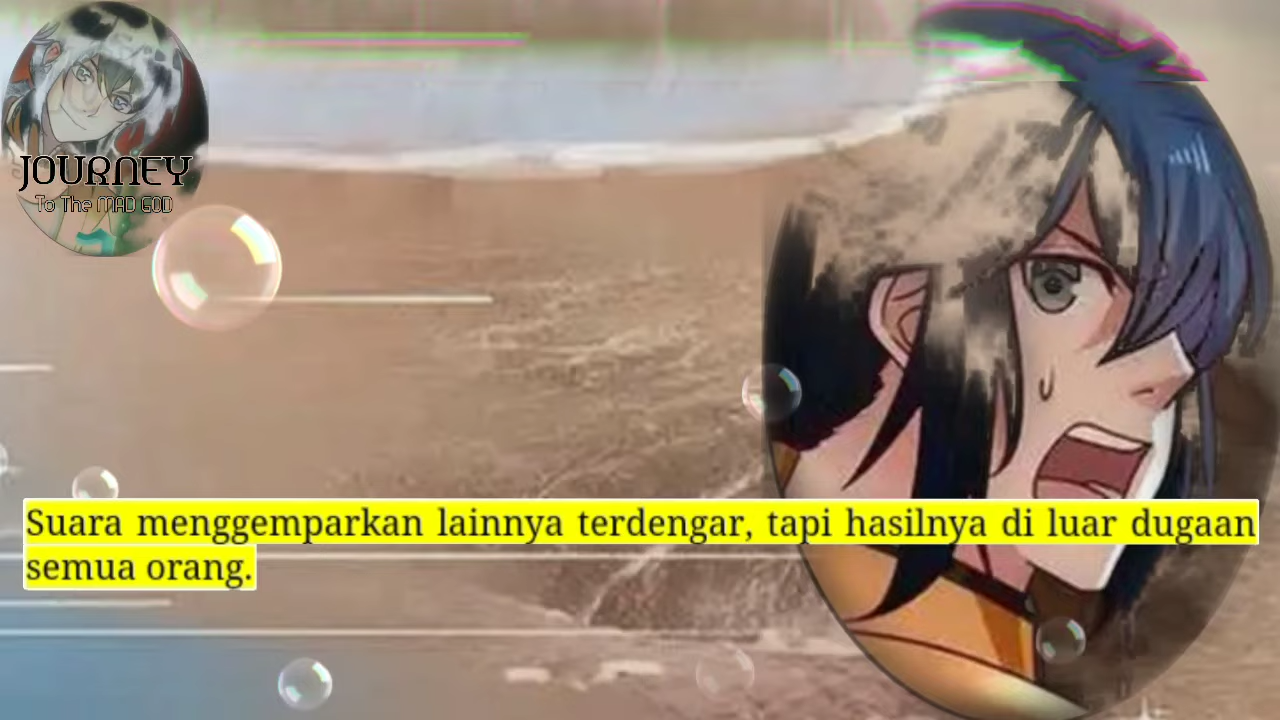 JOURNEY
To The MAD GOD
Suara menggemparkan lainnya terdengar, tapi hasilnya di luar dugaan
semua orang.